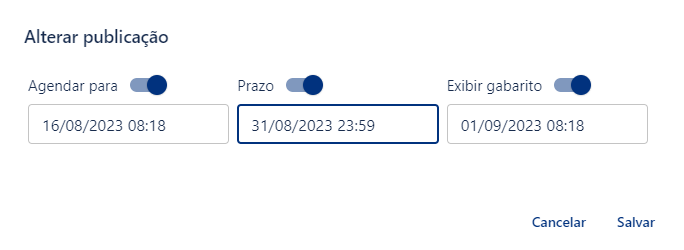 Alterar publicação
Agendar para Prazo Exibir gabarito
16/08/2023 08:18 31/08/2023 23:59 01/09/2023 08:18
Cancelar Salvar